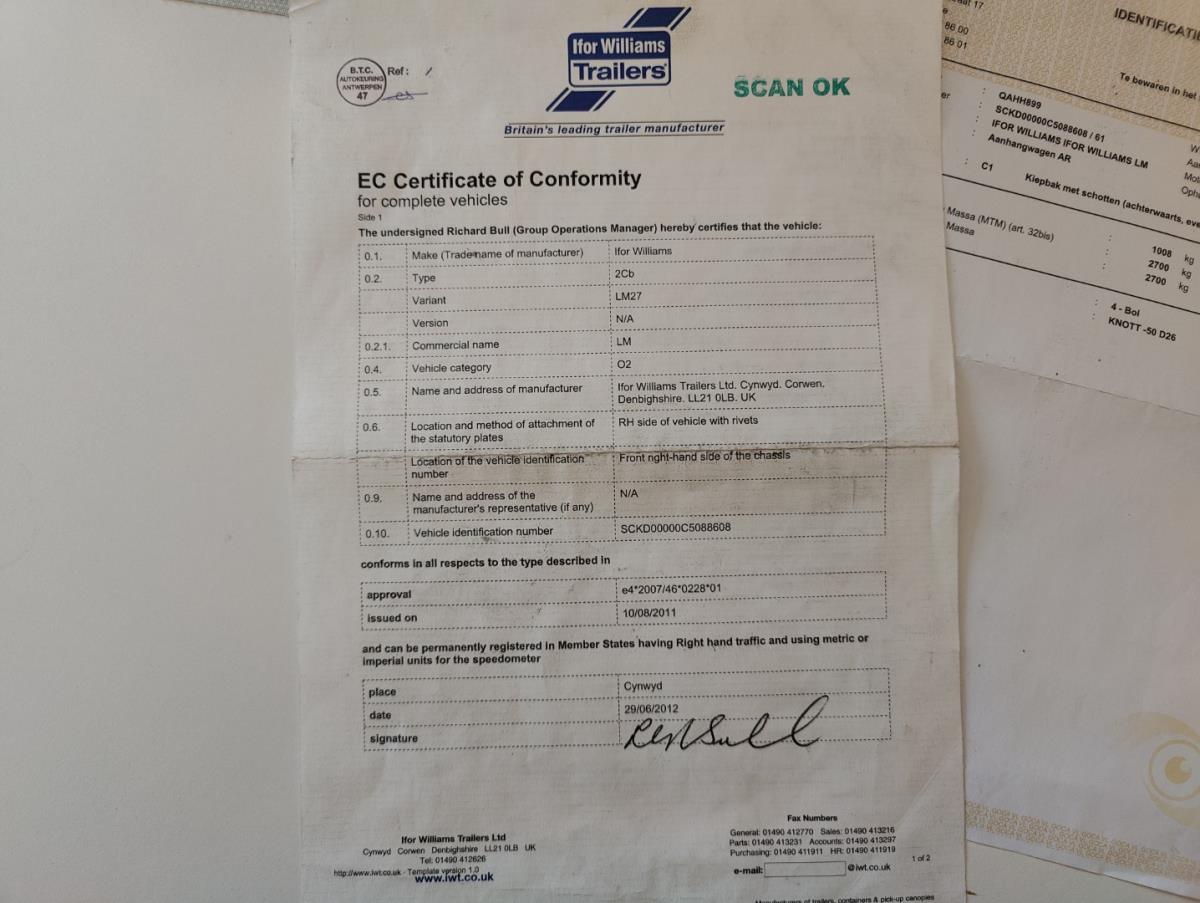 B.T.C.
AUTOKEURING
ANTWERPEN
47
Ref: /
Ifor Williams
Trailers
Britain's leading trailer manufacturer
SCAN OK
EC Certificate of Conformity
for complete vehicles
Side 1
The undersigned Richard Bull (Group Operations Manager) hereby certifies that the vehicle:
0.1. Make (Tradename of manufacturer) Ifor Williams
0.2. Type 2Cb
Variant LM27
Version N/A
0.2.1. Commercial name LM
0.4. Vehicle category O2
0.5. Name and address of manufacturer Ifor Williams Trailers Ltd. Cynwyd. Corwen.
Denbighshire. LL21 0LB. UK
0.6. Location and method of attachment of RH side of vehicle with rivets
the statutory plates
Location of the vehicle identification Front right-hand side of the chassis
number
0.9. Name and address of the N/A
manufacturer's representative (if any)
0.10. Vehicle identification number SCKD00000C5088608
conforms in all respects to the type described in
approval e4*2007/46*0228*01
issued on 10/08/2011
and can be permanently registered in Member States having Right hand traffic and using metric or
imperial units for the speedometer
place Cynwyd
date 29/06/2012
signature
Ifor Williams Trailers Ltd
Cynwyd Corwen Denbighshire LL21 0LB UK
Tel: 01490 412626
http://www.iwt.co.uk - Template version 1.0
www.iwt.co.uk
Fax Numbers
General: 01490 412770 Sales: 01490 413216
Parts: 01490 413231 Accounts: 01490 413297
Purchasing: 01490 411911 HR: 01490 411919
e-mail: @iwt.co.uk
1 of 2
Manufacturers of trailers, containers & pick-up canopies
17
86 00
86 01
IDENTIFICATIE
Te bewaren in het
er : QAHH899
: SCKD00000C5088608 / 61
: IFOR WILLIAMS IFOR WILLIAMS LM
: Aanhangwagen AR
W
Aa
Mot
Oph
: C1 Kiepbak met schotten (achterwaarts, eve
Massa (MTM) (art. 32bis) : 1008 kg
Massa : 2700 kg
: 2700 kg
: 4 - Bol
: KNOTT -50 D26